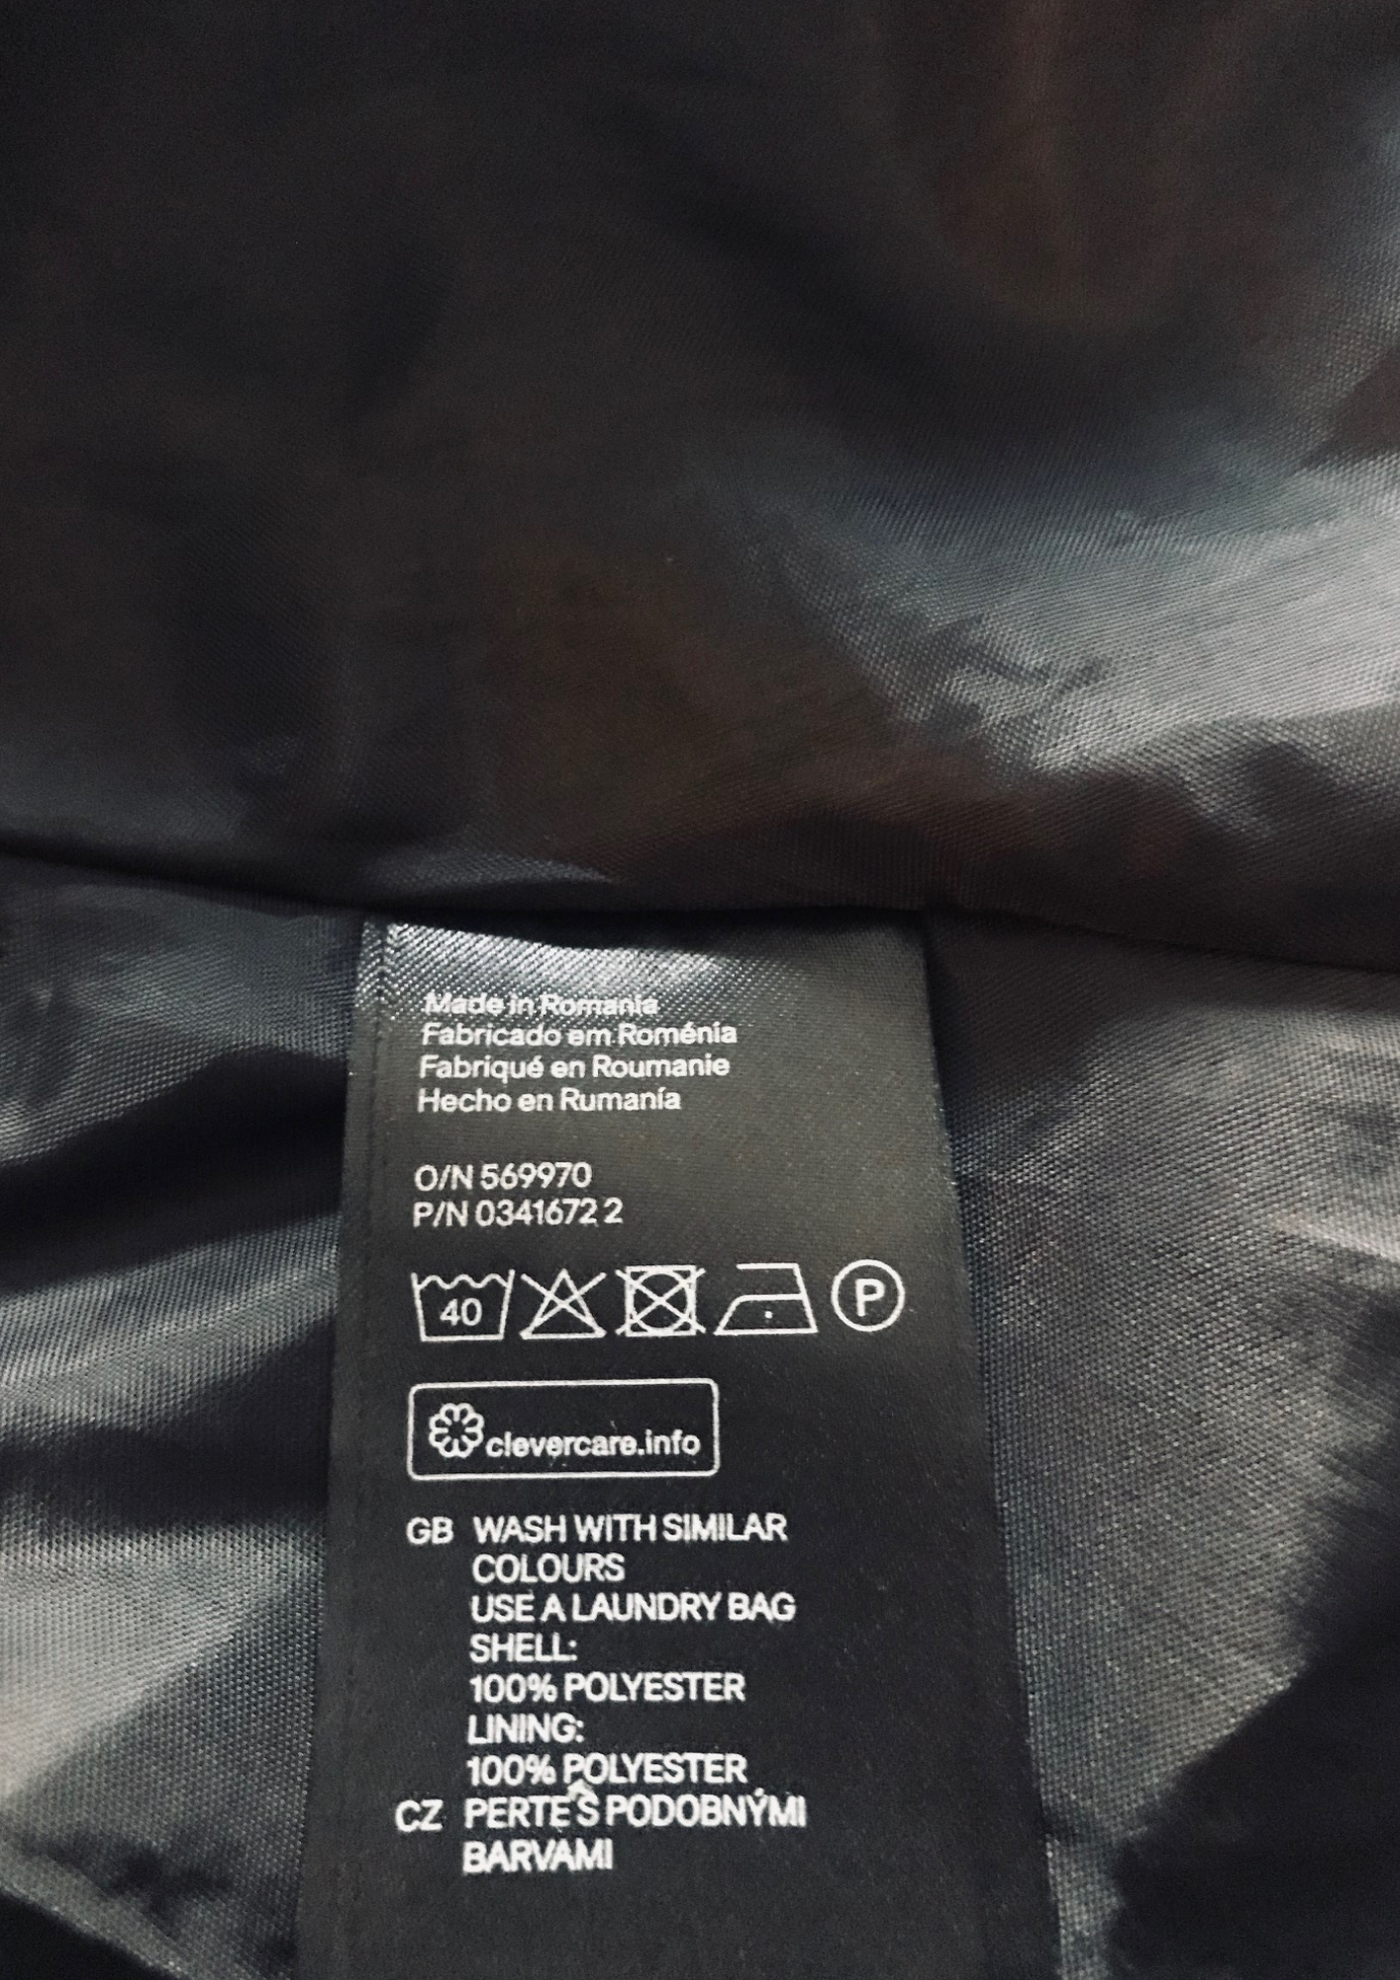 Made in Romania
Fabricado em Roménia
Fabriqué en Roumanie
Hecho en Rumanía
O/N 569970
P/N 0341672 2
40 P
clevercare.info
GB WASH WITH SIMILAR
COLOURS
USE A LAUNDRY BAG
SHELL:
100% POLYESTER
LINING:
100% POLYESTER
CZ PERTE S PODOBNÝMI
BARVAMI